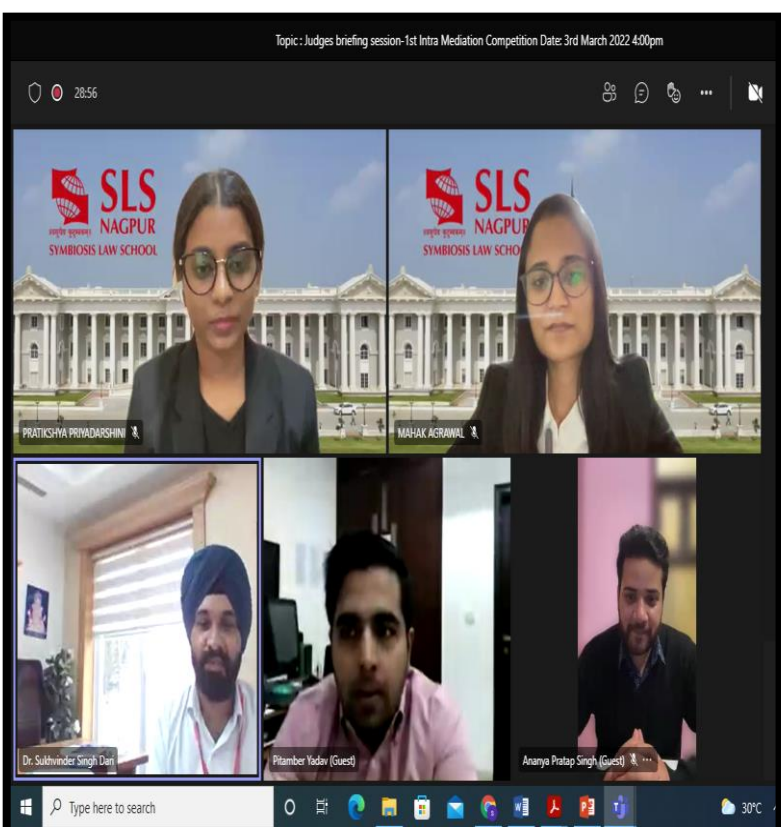 Topic : Judges briefing session-1st Intra Mediation Competition Date: 3rd March 2022 4:00pm
28:56
SLS
NAGPUR
SYMBIOSIS LAW SCHOOL
SLS
NAGPUR
SYMBIOSIS LAW SCHO
PRATIKSHYA PRIYADARSHINI
MAHAK AGRAWAL
Dr. Sukhvinder Singh Dari
Pitamber Yadav (Guest)
Ananya Pratap Singh (Guest)
Type here to search
30°C